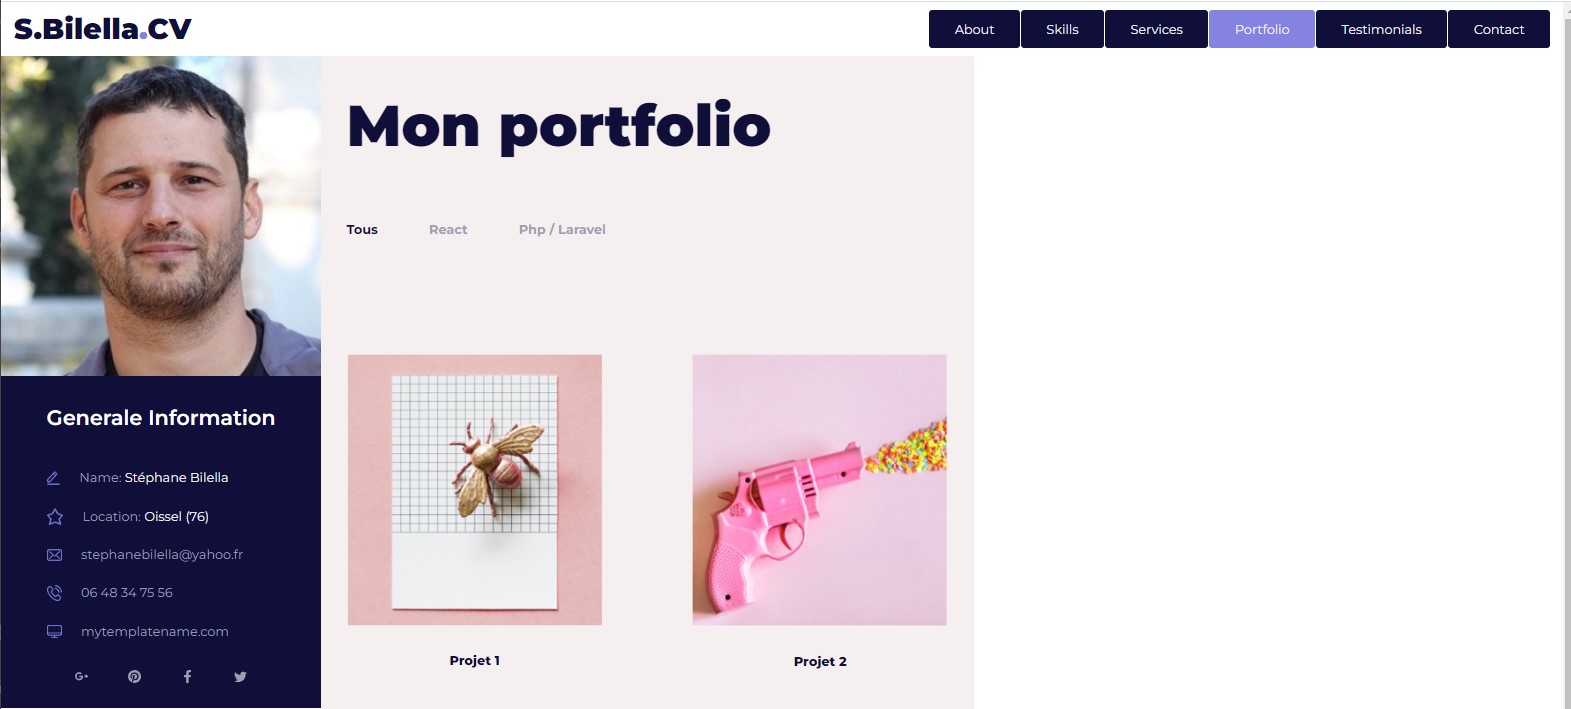 S.Bilella.CV
About Skills Services Portfolio Testimonials Contact
Mon portfolio
Tous React Php / Laravel
Generale Information
Name: Stéphane Bilella
Location: Oissel (76)
stephanebilella@yahoo.fr
06 48 34 75 56
mytemplatename.com
G+
Projet 1
Projet 2